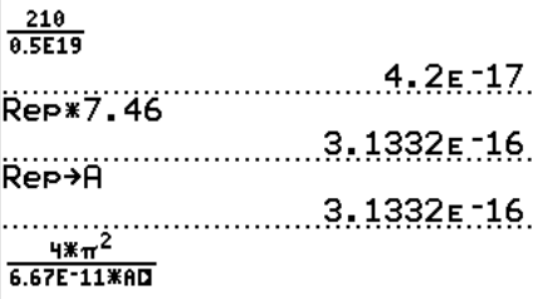 210
0.5E19
4.2E-17
Rep*7.46
3.1332E-16
Rep→A
3.1332E-16
4*π²
6.67E-11*A